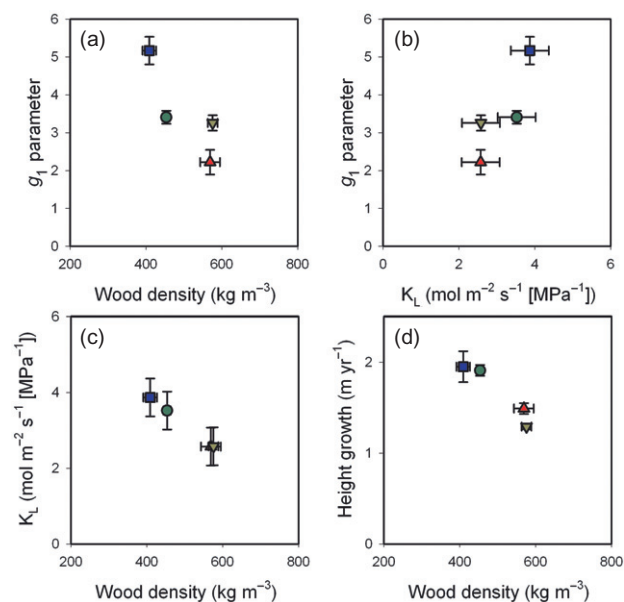 (a)
6
5
4
3
2
1
0
g₁ parameter
200 400 600 800
Wood density (kg m⁻³)
(b)
6
5
4
3
2
1
0
g₁ parameter
0 2 4 6
K_L (mol m⁻² s⁻¹ [MPa⁻¹])
(c)
6
4
2
0
K_L (mol m⁻² s⁻¹ [MPa⁻¹])
200 400 600 800
Wood density (kg m⁻³)
(d)
2
1
0
Height growth (m yr⁻¹)
200 400 600 800
Wood density (kg m⁻³)